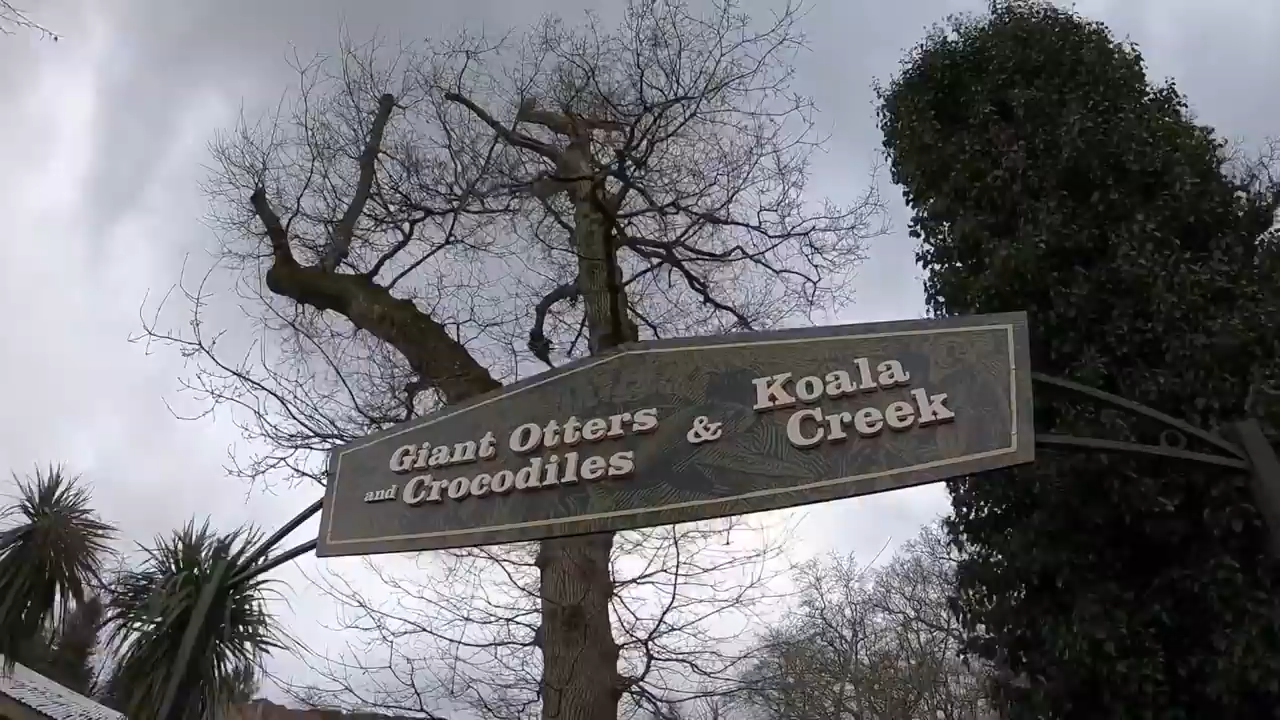 Giant Otters
and Crocodiles
&
Koala
Creek